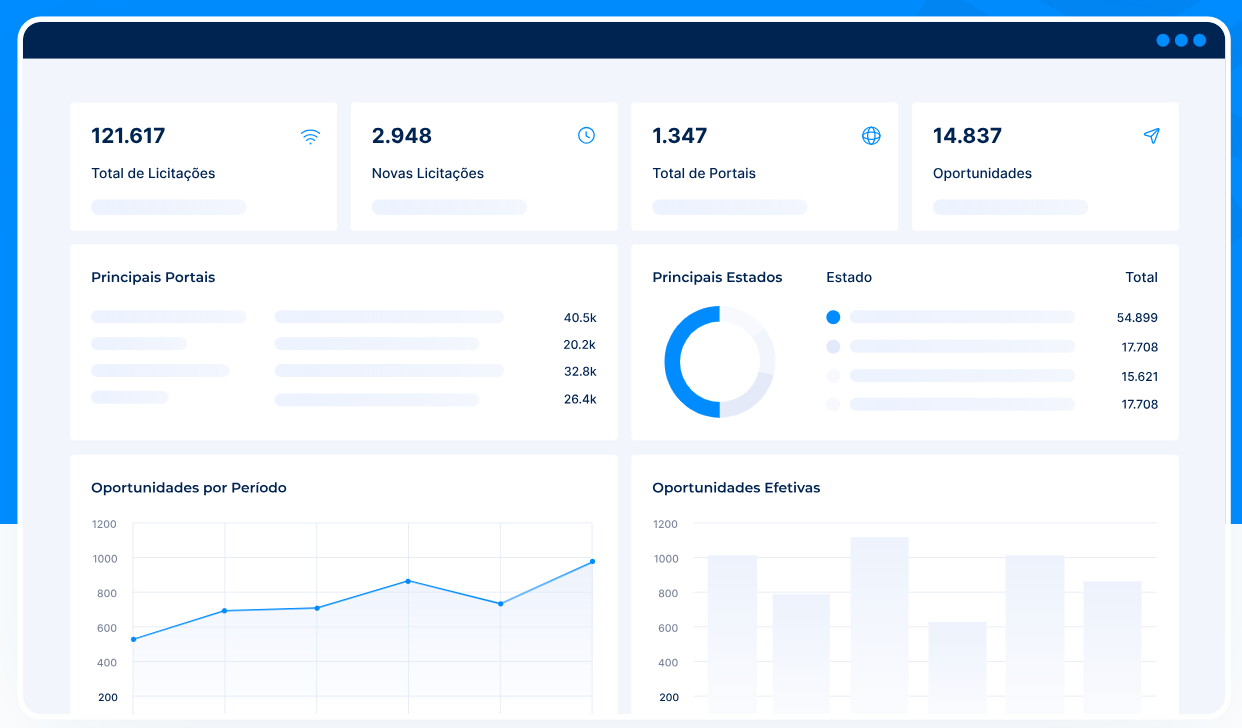 121.617
Total de Licitações
2.948
Novas Licitações
1.347
Total de Portais
14.837
Oportunidades
Principais Portais
40.5k
20.2k
32.8k
26.4k
Principais Estados
Estado Total
54.899
17.708
15.621
17.708
Oportunidades por Período
1200
1000
800
600
400
200
Oportunidades Efetivas
1200
1000
800
600
400
200